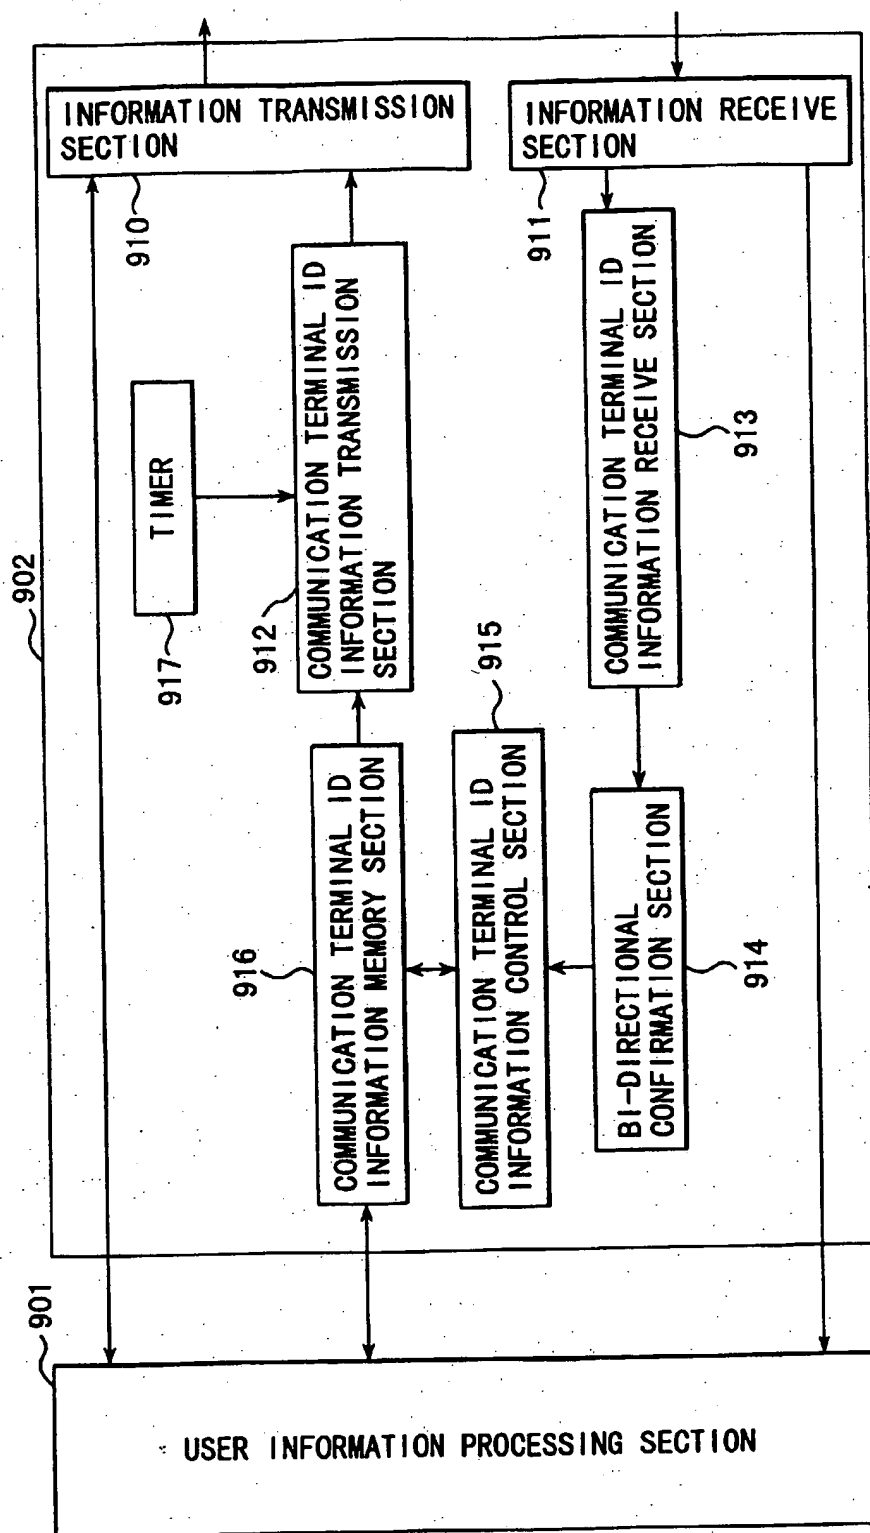 902
INFORMATION TRANSMISSION
SECTION
910
INFORMATION RECEIVE
SECTION
911
TIMER
917
COMMUNICATION TERMINAL ID
INFORMATION TRANSMISSION
SECTION
912
COMMUNICATION TERMINAL ID
INFORMATION RECEIVE SECTION
913
COMMUNICATION TERMINAL ID
INFORMATION MEMORY SECTION
916
COMMUNICATION TERMINAL ID
INFORMATION CONTROL SECTION
915
BI-DIRECTIONAL
CONFIRMATION SECTION
914
901
USER INFORMATION PROCESSING SECTION